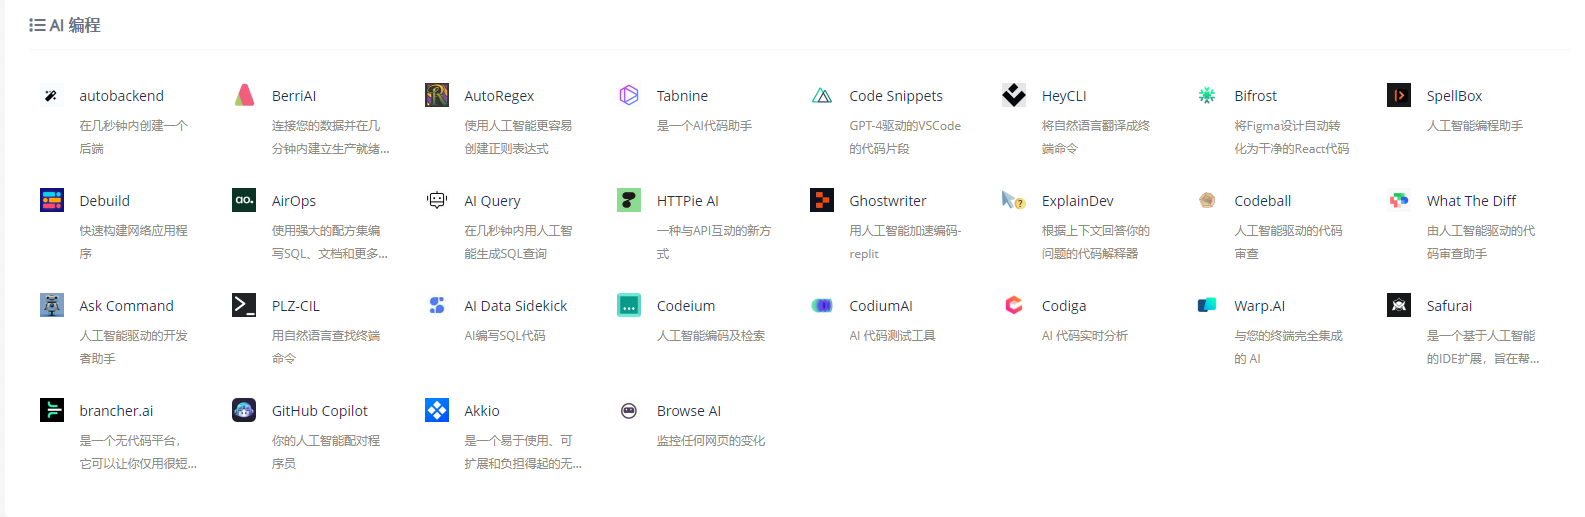 AI 编程
autobackend
在几秒钟内创建一个
后端
BerriAI
连接您的数据并在几
分钟内建立生产就绪...
AutoRegex
使用人工智能更容易
创建正则表达式
Tabnine
是一个AI代码助手
Code Snippets
GPT-4驱动的VSCode
的代码片段
HeyCLI
将自然语言翻译成终
端命令
Bifrost
将Figma设计自动转
化为干净的React代码
SpellBox
人工智能编程助手
Debuild
快速构建网络应用程
序
AirOps
使用强大的配方集编
写SQL、文档和更多...
AI Query
在几秒钟内用人工智
能生成SQL查询
HTTPie AI
一种与API互动的新方
式
Ghostwriter
用人工智能加速编码-
replit
ExplainDev
根据上下文回答你的
问题的代码解释器
Codeball
人工智能驱动的代码
审查
What The Diff
由人工智能驱动的代
码审查助手
Ask Command
人工智能驱动的开发
者助手
PLZ-CIL
用自然语言查找终端
命令
AI Data Sidekick
AI编写SQL代码
Codeium
人工智能编码及检索
CodiumAI
AI 代码测试工具
Codiga
AI 代码实时分析
Warp.AI
与您的终端完全集成
的 AI
Safurai
是一个基于人工智能
的IDE扩展，旨在帮...
brancher.ai
是一个无代码平台，
它可以让你仅用很短...
GitHub Copilot
你的人工智能配对程
序员
Akkio
是一个易于使用、可
扩展和负担得起的无...
Browse AI
监控任何网页的变化